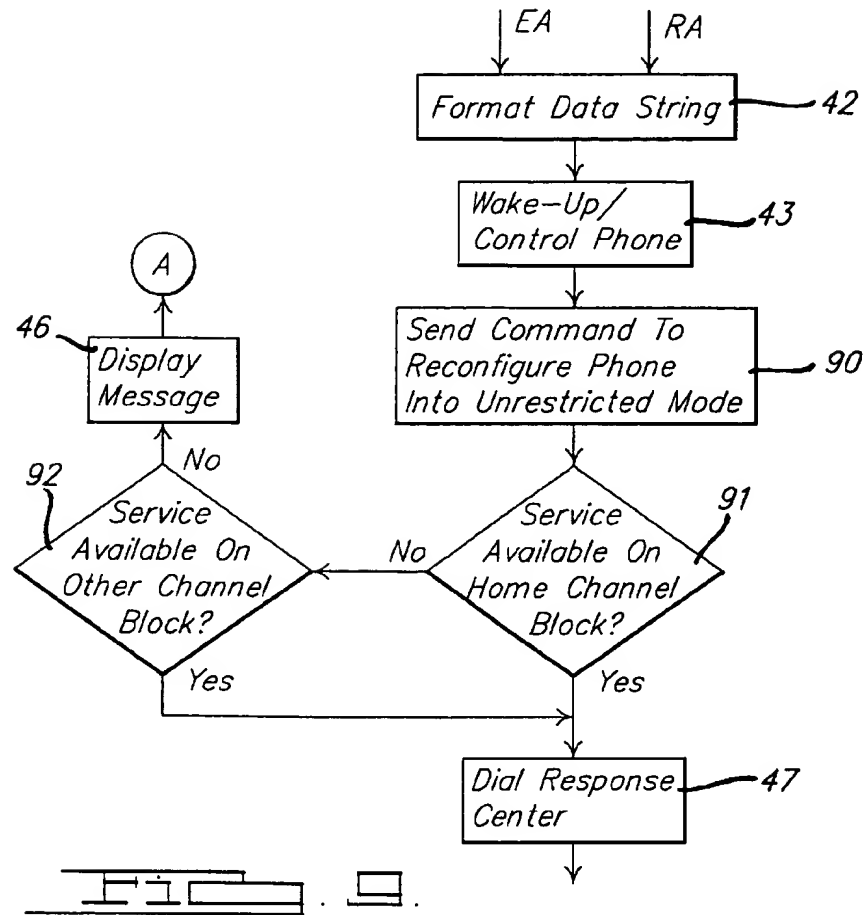 EA
RA
Format Data String
42
Wake-Up/
Control Phone
43
Send Command To
Reconfigure Phone
Into Unrestricted Mode
90
A
46
Display
Message
No
92
Service
Available On
Other Channel
Block?
Yes
No
91
Service
Available On
Home Channel
Block?
Yes
Dial Response
Center
47